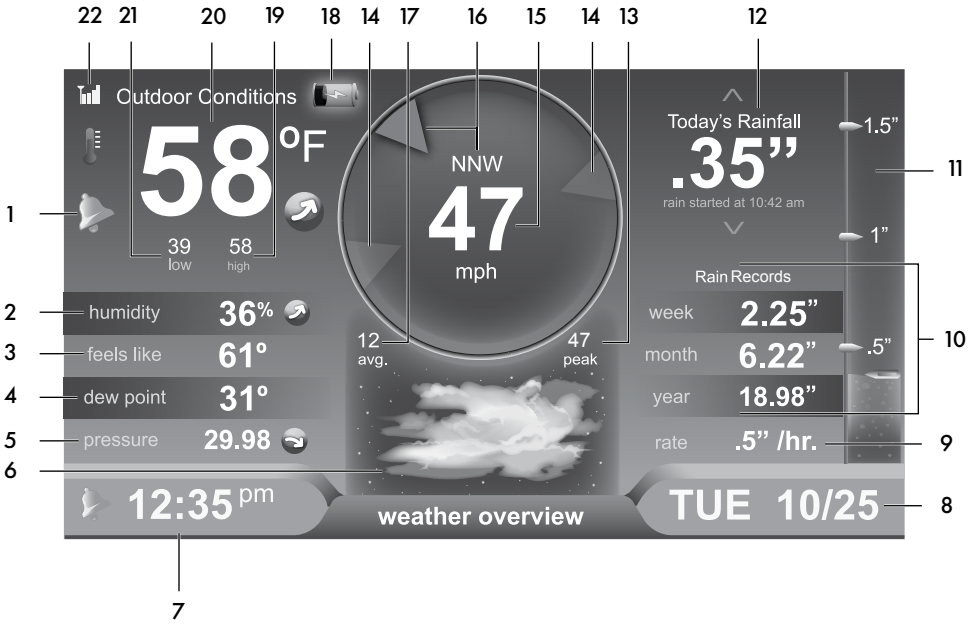 22 21 20 19 18 14 17 16 15 14 13 12
Outdoor Conditions
58°F
39
low
58
high
1
NNW
47
mph
12
avg.
47
peak
Today's Rainfall
.35”
rain started at 10:42 am
1.5”
1”
.5”
11
Rain Records
10
2
humidity 36%
3
feels like 61°
4
dew point 31°
5
pressure 29.98
6
week 2.25”
month 6.22”
year 18.98”
rate .5” /hr.
9
12:35 pm
weather overview
TUE 10/25
8
7